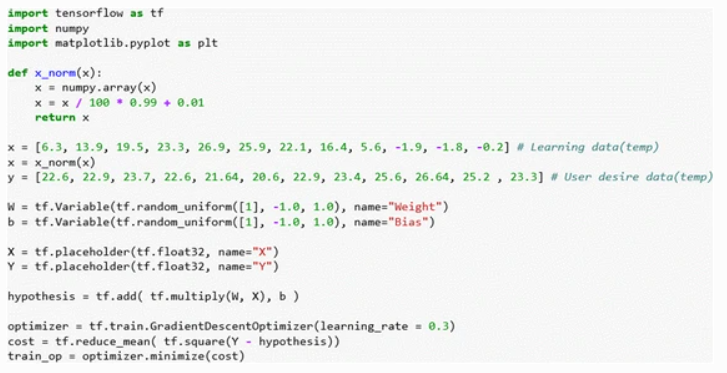 import tensorflow as tf
import numpy
import matplotlib.pyplot as plt
def x_norm(x):
    x = numpy.array(x)
    x = x / 100 * 0.99 + 0.01
    return x
x = [6.3, 13.9, 19.5, 23.3, 26.9, 25.9, 22.1, 16.4, 5.6, -1.9, -1.8, -0.2] # Learning data(temp)
x = x_norm(x)
y = [22.6, 22.9, 23.7, 22.6, 21.64, 20.6, 22.9, 23.4, 25.6, 26.64, 25.2 , 23.3] # User desire data(temp)
W = tf.Variable(tf.random_uniform([1], -1.0, 1.0), name="Weight")
b = tf.Variable(tf.random_uniform([1], -1.0, 1.0), name="Bias")
X = tf.placeholder(tf.float32, name="X")
Y = tf.placeholder(tf.float32, name="Y")
hypothesis = tf.add( tf.multiply(W, X), b )
optimizer = tf.train.GradientDescentOptimizer(learning_rate = 0.3)
cost = tf.reduce_mean( tf.square(Y - hypothesis))
train_op = optimizer.minimize(cost)